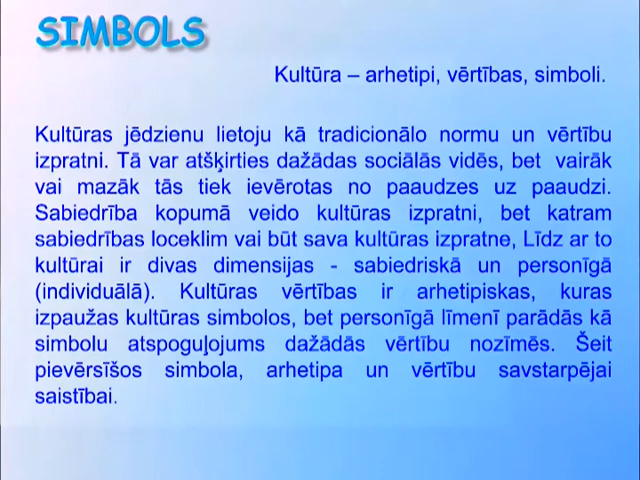 SIMBOLS
Kultūra – arhetipi, vērtības, simboli.
Kultūras jēdzienu lietoju kā tradicionālo normu un vērtību
izpratni. Tā var atšķirties dažādas sociālās vidēs, bet vairāk
vai mazāk tās tiek ievērotas no paaudzes uz paaudzi.
Sabiedrība kopumā veido kultūras izpratni, bet katram
sabiedrības loceklim vai būt sava kultūras izpratne, Līdz ar to
kultūrai ir divas dimensijas - sabiedriskā un personīgā
(individuālā). Kultūras vērtības ir arhetipiskas, kuras
izpaužas kultūras simbolos, bet personīgā līmenī parādās kā
simbolu atspoguļojums dažādās vērtību nozīmēs. Šeit
pievērsīšos simbola, arhetipa un vērtību savstarpējai
saistībai.